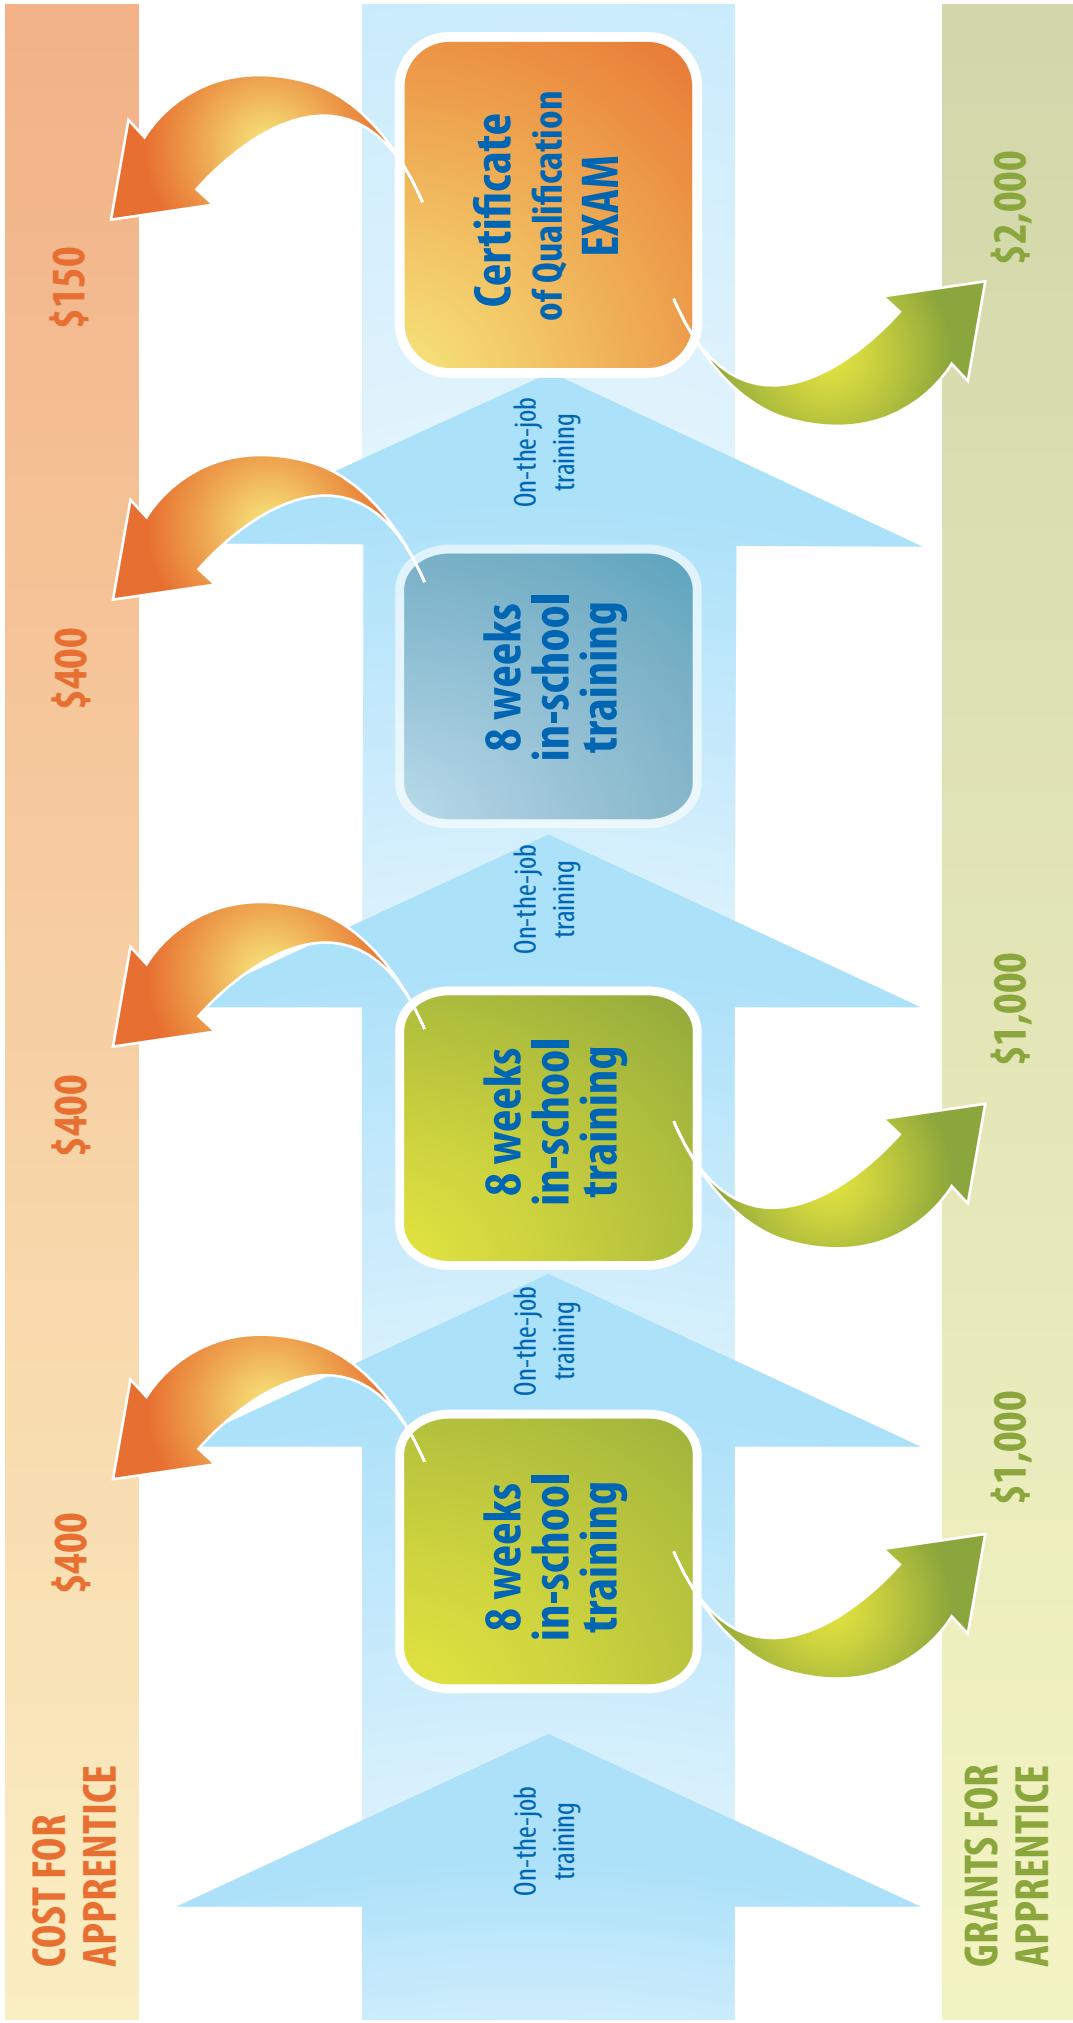 COST FOR
APPRENTICE
$400
$400
$400
$150
On-the-job
training
8 weeks
in-school
training
On-the-job
training
8 weeks
in-school
training
On-the-job
training
8 weeks
in-school
training
On-the-job
training
Certificate
of Qualification
EXAM
GRANTS FOR
APPRENTICE
$1,000
$1,000
$2,000